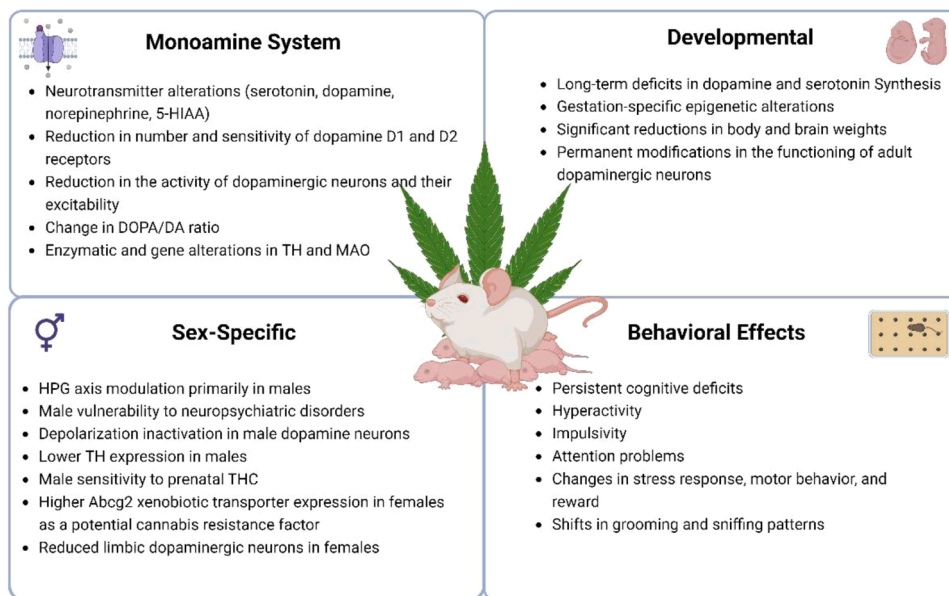 Monoamine System
• Neurotransmitter alterations (serotonin, dopamine,
norepinephrine, 5-HIAA)
• Reduction in number and sensitivity of dopamine D1 and D2
receptors
• Reduction in the activity of dopaminergic neurons and their
excitability
• Change in DOPA/DA ratio
• Enzymatic and gene alterations in TH and MAO
Developmental
• Long-term deficits in dopamine and serotonin Synthesis
• Gestation-specific epigenetic alterations
• Significant reductions in body and brain weights
• Permanent modifications in the functioning of adult
dopaminergic neurons
Sex-Specific
• HPG axis modulation primarily in males
• Male vulnerability to neuropsychiatric disorders
• Depolarization inactivation in male dopamine neurons
• Lower TH expression in males
• Male sensitivity to prenatal THC
• Higher Abcg2 xenobiotic transporter expression in females
as a potential cannabis resistance factor
• Reduced limbic dopaminergic neurons in females
Behavioral Effects
• Persistent cognitive deficits
• Hyperactivity
• Impulsivity
• Attention problems
• Changes in stress response, motor behavior, and
reward
• Shifts in grooming and sniffing patterns